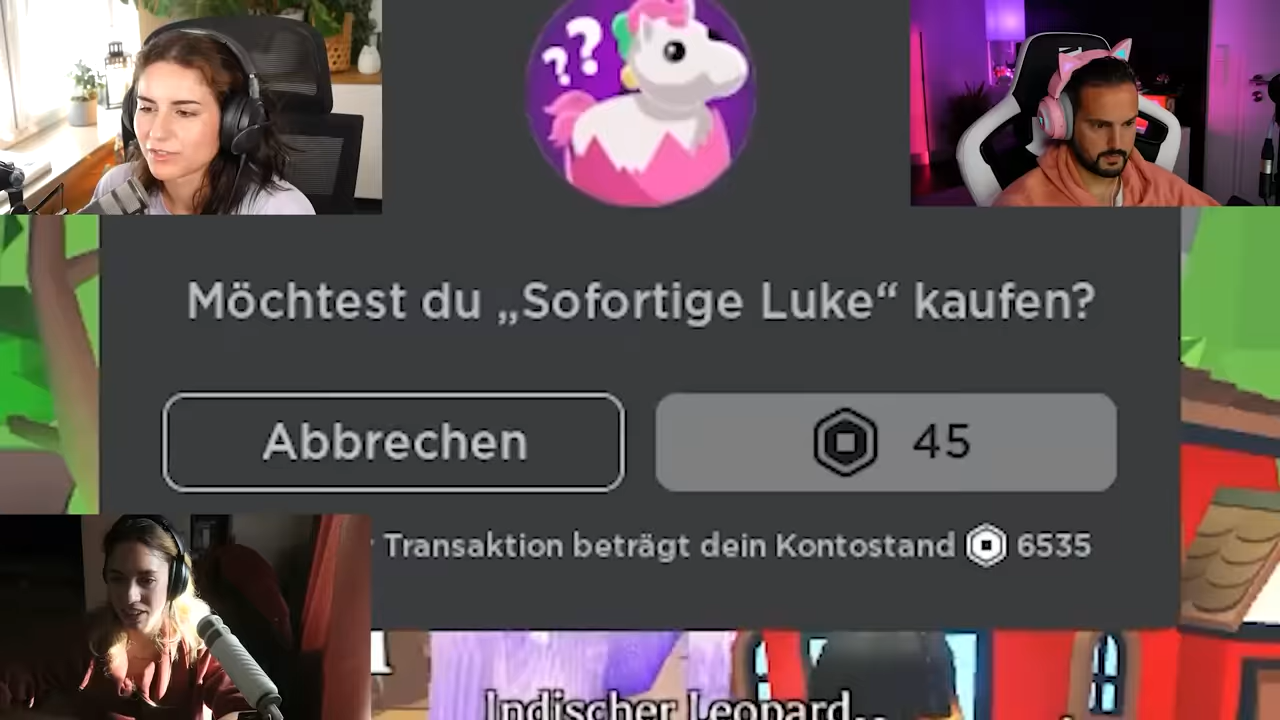 ??
Möchtest du „Sofortige Luke“ kaufen?
Abbrechen
45
Transaktion beträgt dein Kontostand 6535
Indischer Leopard